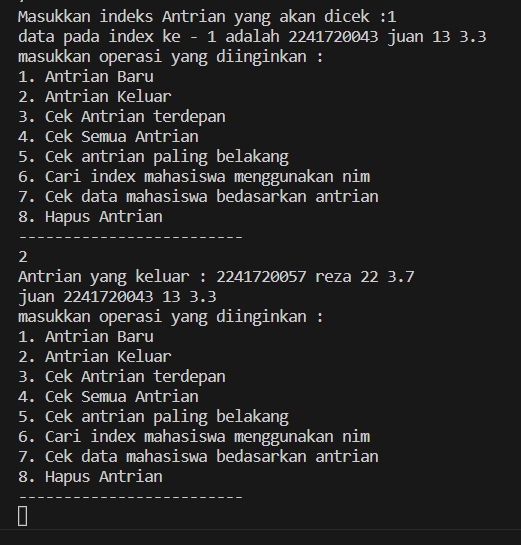 Masukkan indeks Antrian yang akan dicek :1
data pada index ke - 1 adalah 2241720043 juan 13 3.3
masukkan operasi yang diinginkan :
1. Antrian Baru
2. Antrian Keluar
3. Cek Antrian terdepan
4. Cek Semua Antrian
5. Cek antrian paling belakang
6. Cari index mahasiswa menggunakan nim
7. Cek data mahasiswa bedasarkan antrian
8. Hapus Antrian
-------------------------
2
Antrian yang keluar : 2241720057 reza 22 3.7
juan 2241720043 13 3.3
masukkan operasi yang diinginkan :
1. Antrian Baru
2. Antrian Keluar
3. Cek Antrian terdepan
4. Cek Semua Antrian
5. Cek antrian paling belakang
6. Cari index mahasiswa menggunakan nim
7. Cek data mahasiswa bedasarkan antrian
8. Hapus Antrian
-------------------------